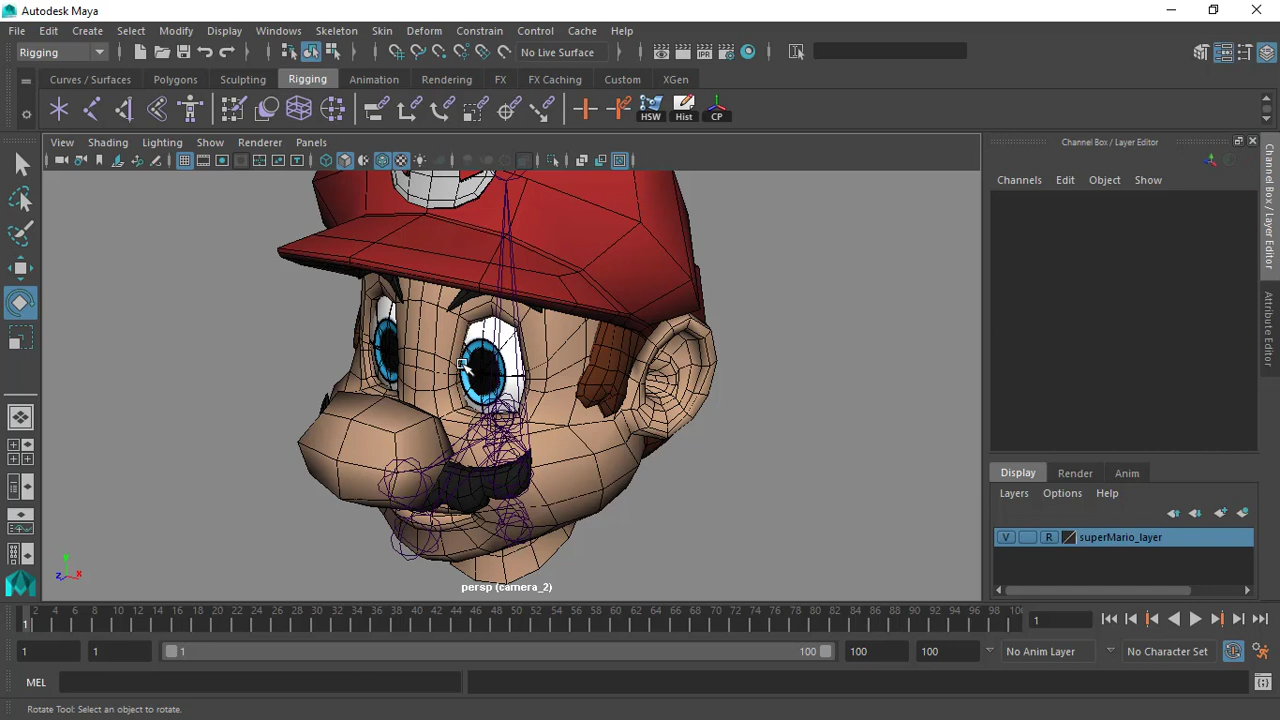 Autodesk Maya
File Edit Create Select Modify Display Windows Skeleton Skin Deform Constrain Control Cache Help
Rigging No Live Surface
Curves / Surfaces Polygons Sculpting Rigging Animation Rendering FX FX Caching Custom XGen
HSW Hist CP
View Shading Lighting Show Renderer Panels
Channel Box / Layer Editor
Channels Edit Object Show
Channel Box / Layer Editor
Attribute Editor
Display Render Anim
Layers Options Help
V R superMario_layer
y x z
persp (camera_2)
2 4 6 8 10 12 14 16 18 20 22 24 26 28 30 32 34 36 38 40 42 44 46 48 50 52 54 56 58 60 62 64 66 68 70 72 74 76 78 80 82 84 86 88 90 92 94 96 98 100
1 1
1 1 1 100 100 100 No Anim Layer No Character Set
MEL
Rotate Tool: Select an object to rotate.